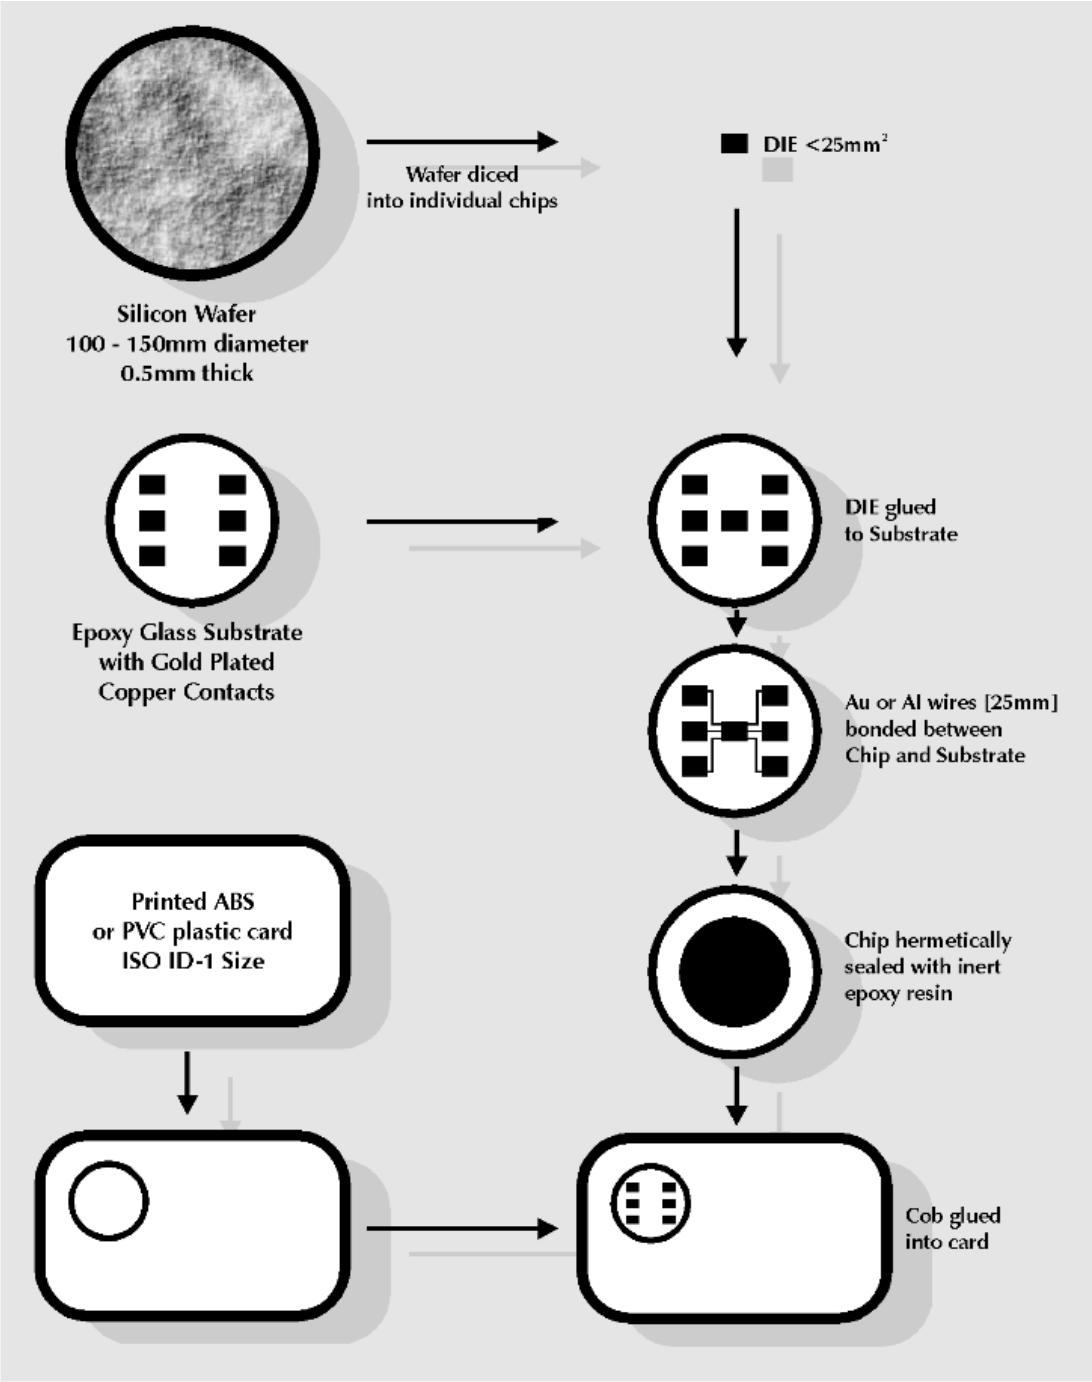 DIE <25mm²
Wafer diced
into individual chips
Silicon Wafer
100 - 150mm diameter
0.5mm thick
DIE glued
to Substrate
Epoxy Glass Substrate
with Gold Plated
Copper Contacts
Au or Al wires [25mm]
bonded between
Chip and Substrate
Printed ABS
or PVC plastic card
ISO ID-1 Size
Chip hermetically
sealed with inert
epoxy resin
Cob glued
into card